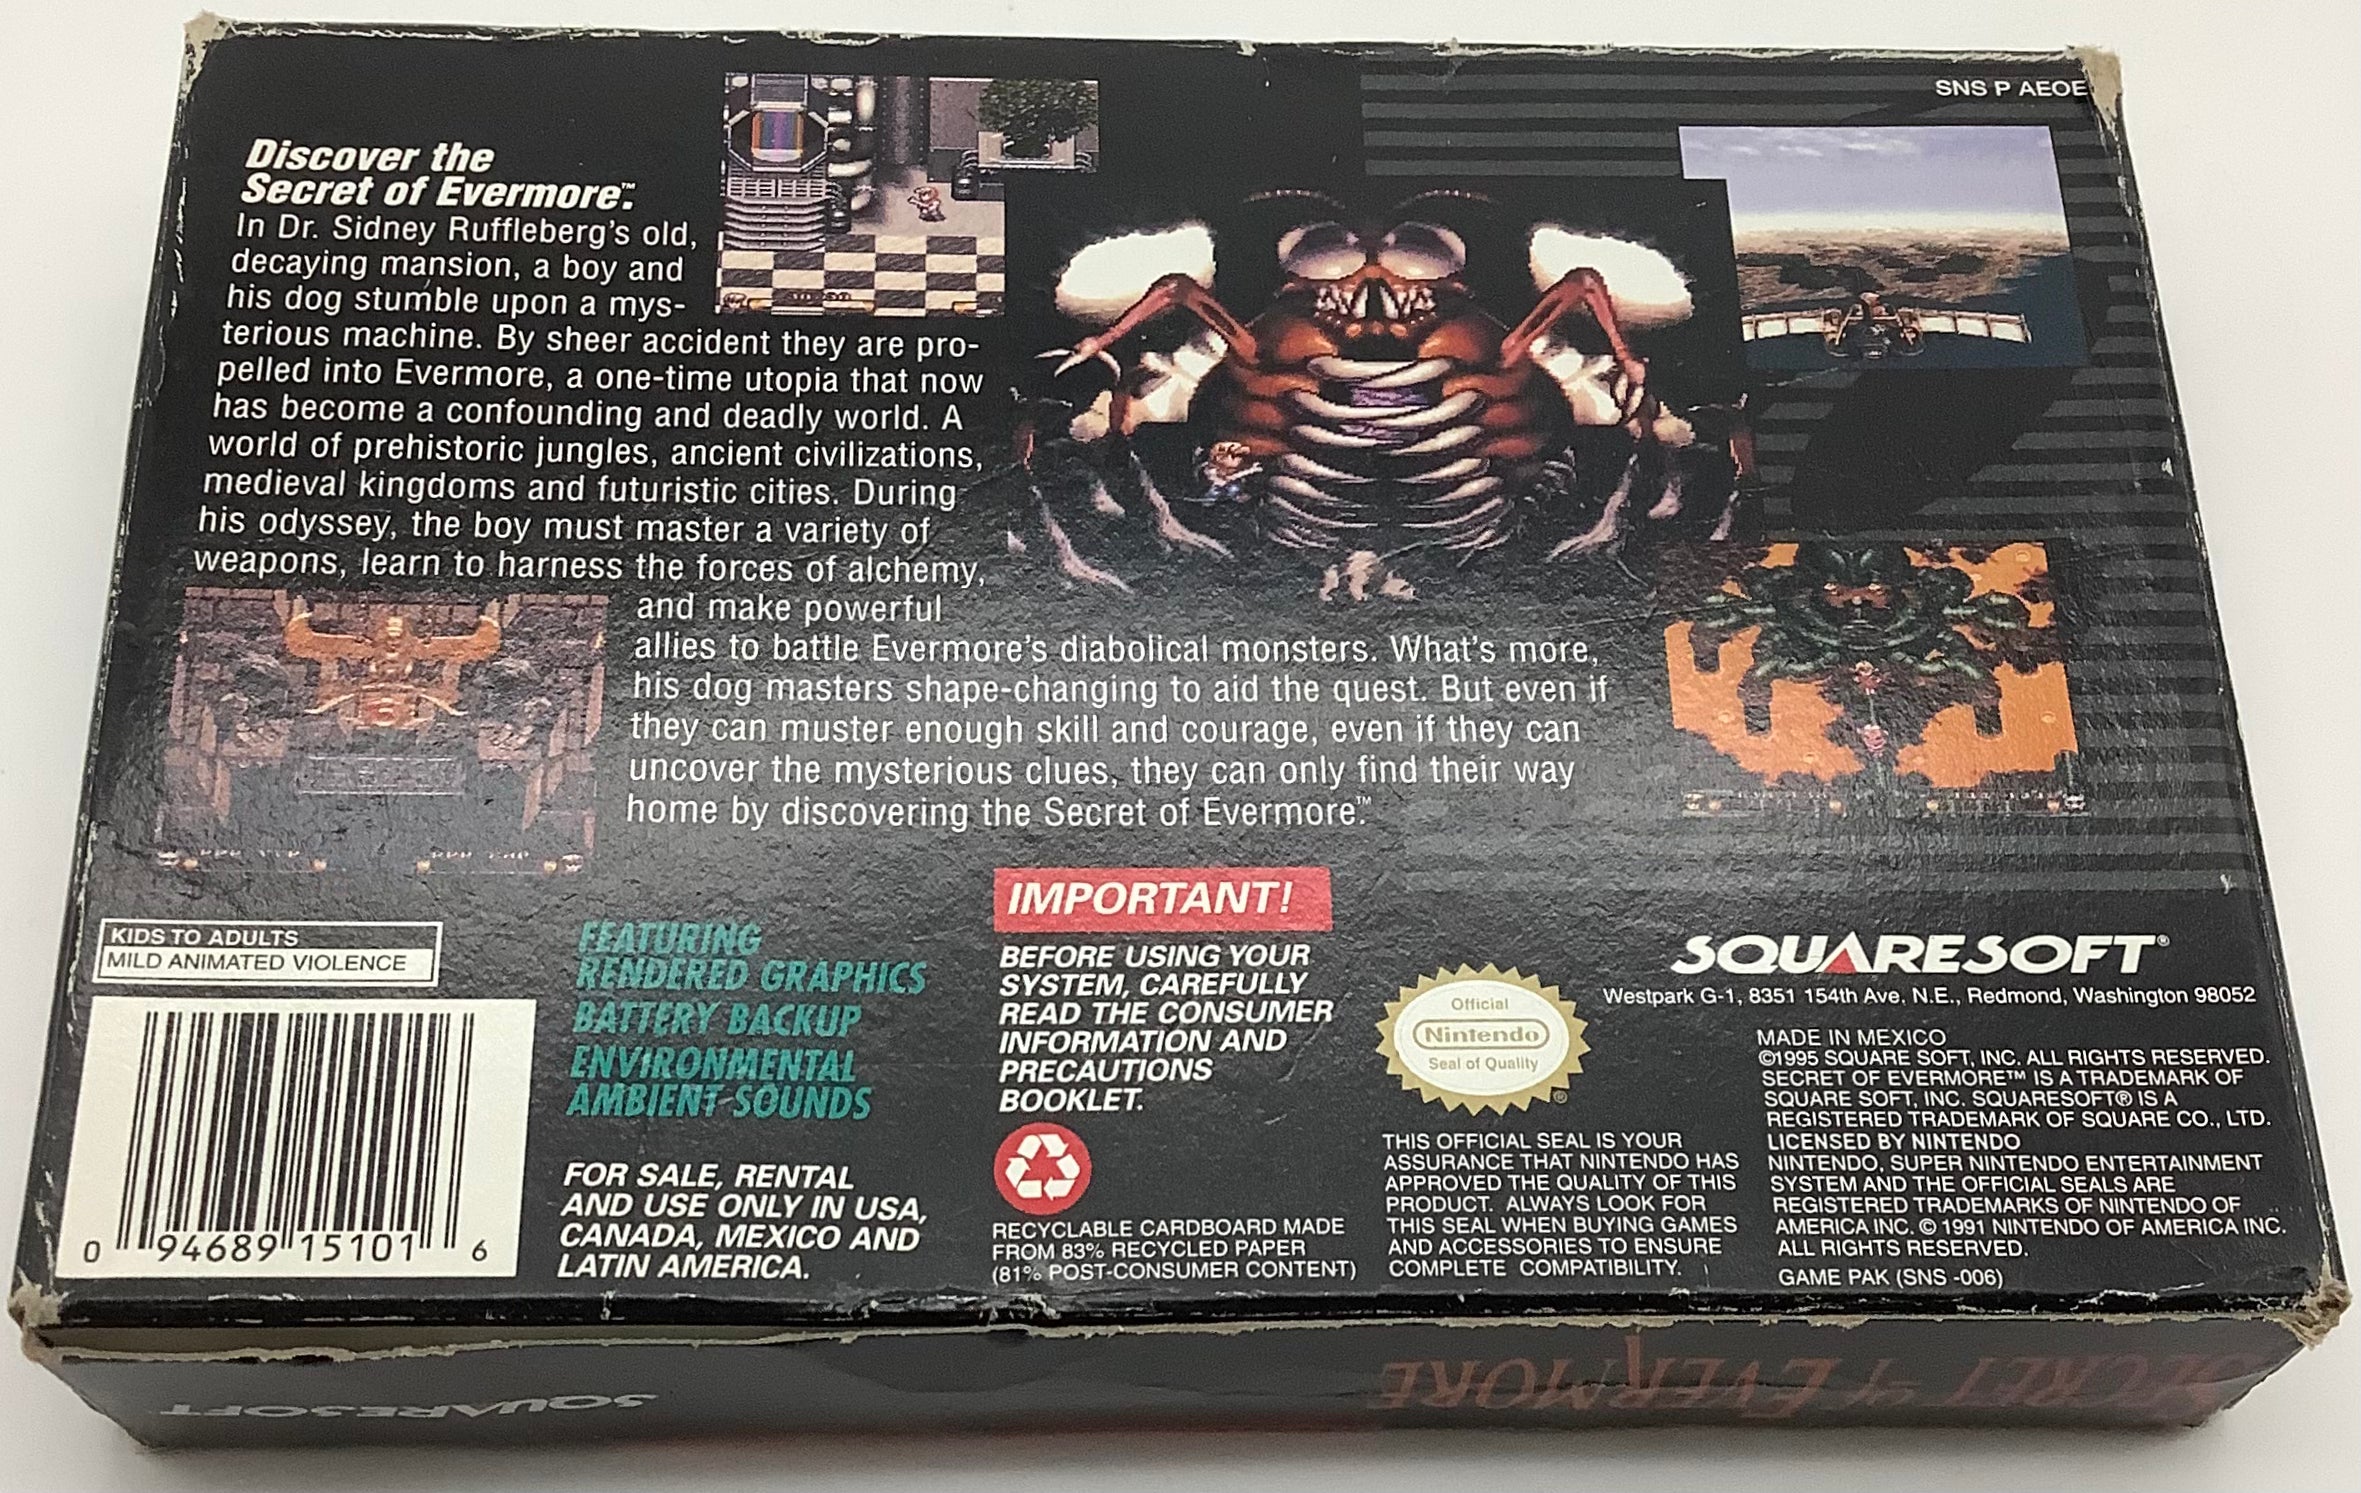 SNS P AEOE
Discover the
Secret of Evermore.™
In Dr. Sidney Ruffleberg's old,
decaying mansion, a boy and
his dog stumble upon a mys-
terious machine. By sheer accident they are pro-
pelled into Evermore, a one-time utopia that now
has become a confounding and deadly world. A
world of prehistoric jungles, ancient civilizations,
medieval kingdoms and futuristic cities. During
his odyssey, the boy must master a variety of
weapons, learn to harness the forces of alchemy,
and make powerful
allies to battle Evermore's diabolical monsters. What's more,
his dog masters shape-changing to aid the quest. But even if
they can muster enough skill and courage, even if they can
uncover the mysterious clues, they can only find their way
home by discovering the Secret of Evermore.™
KIDS TO ADULTS
MILD ANIMATED VIOLENCE
0 94689 15101 6
FEATURING
RENDERED GRAPHICS
BATTERY BACKUP
ENVIRONMENTAL
AMBIENT SOUNDS
FOR SALE, RENTAL
AND USE ONLY IN USA,
CANADA, MEXICO AND
LATIN AMERICA.
IMPORTANT!
BEFORE USING YOUR
SYSTEM, CAREFULLY
READ THE CONSUMER
INFORMATION AND
PRECAUTIONS
BOOKLET.
RECYCLABLE CARDBOARD MADE
FROM 83% RECYCLED PAPER
(81% POST-CONSUMER CONTENT)
Official
Nintendo
Seal of Quality
®
THIS OFFICIAL SEAL IS YOUR
ASSURANCE THAT NINTENDO HAS
APPROVED THE QUALITY OF THIS
PRODUCT. ALWAYS LOOK FOR
THIS SEAL WHEN BUYING GAMES
AND ACCESSORIES TO ENSURE
COMPLETE COMPATIBILITY.
SQUARESOFT®
Westpark G-1, 8351 154th Ave. N.E., Redmond, Washington 98052
MADE IN MEXICO
©1995 SQUARE SOFT, INC. ALL RIGHTS RESERVED.
SECRET OF EVERMORE™ IS A TRADEMARK OF
SQUARE SOFT, INC. SQUARESOFT® IS A
REGISTERED TRADEMARK OF SQUARE CO., LTD.
LICENSED BY NINTENDO
NINTENDO, SUPER NINTENDO ENTERTAINMENT
SYSTEM AND THE OFFICIAL SEALS ARE
REGISTERED TRADEMARKS OF NINTENDO OF
AMERICA INC. © 1991 NINTENDO OF AMERICA INC.
ALL RIGHTS RESERVED.
GAME PAK (SNS -006)
SECRET of EVERMORE
SQUARESOFT